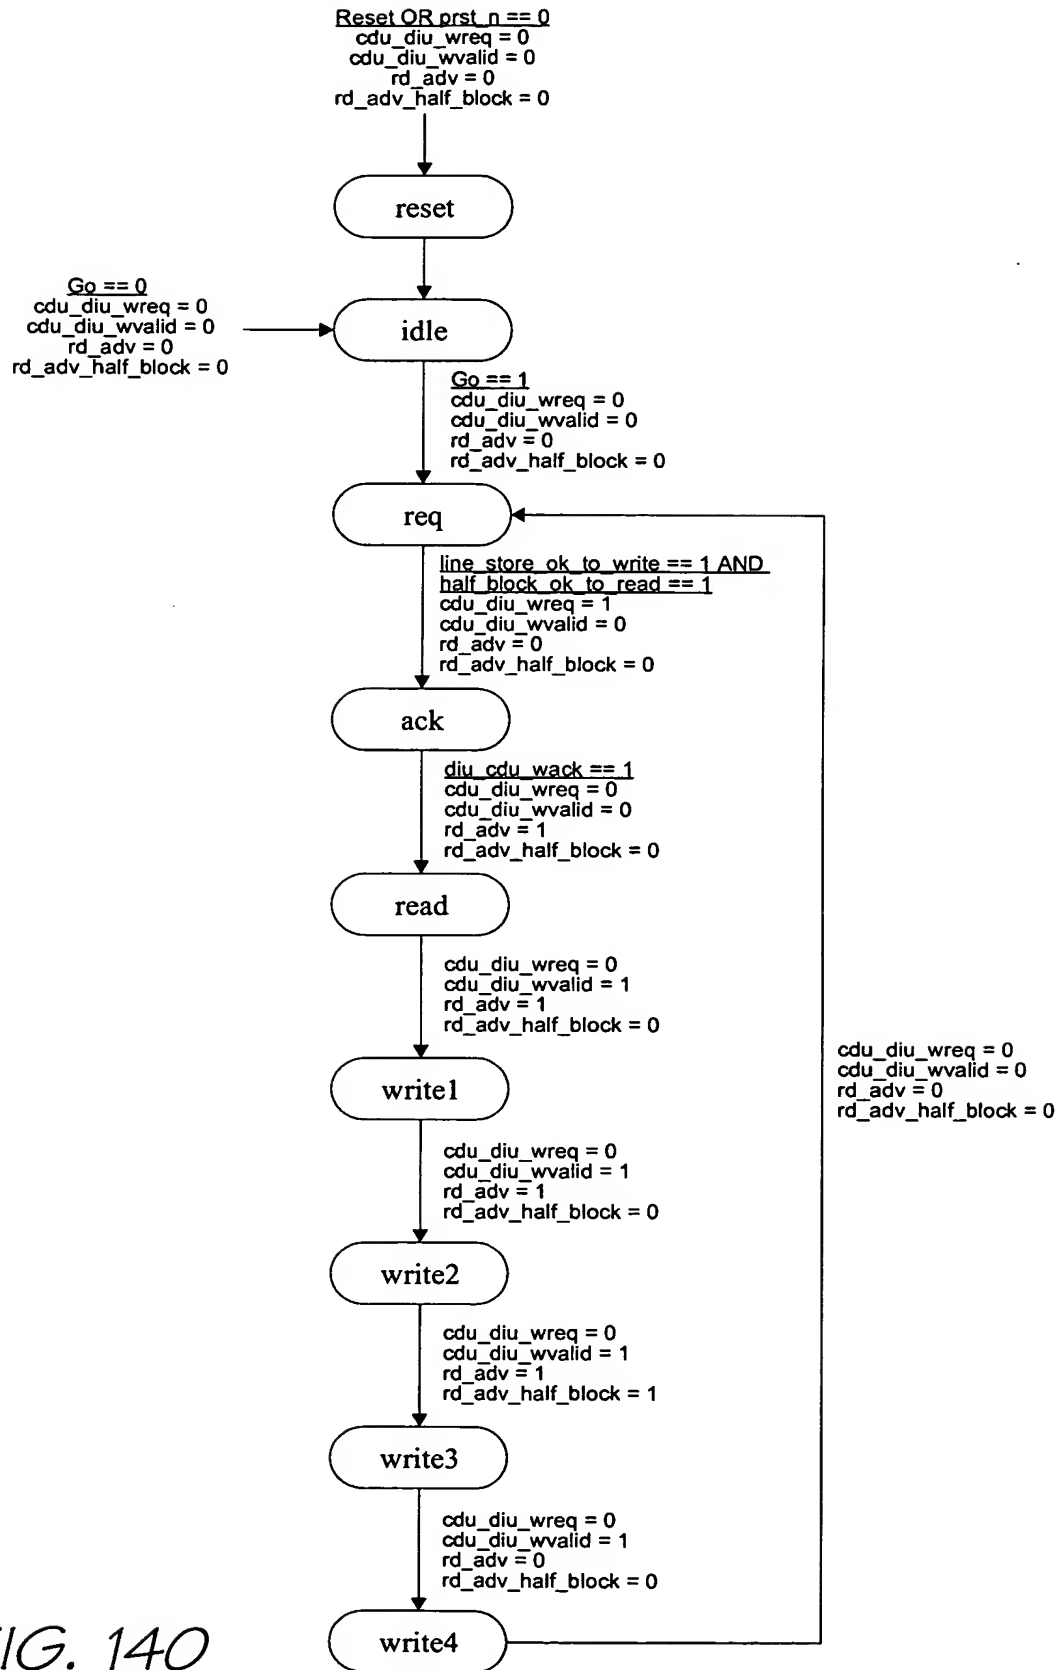 Reset OR prst_n == 0
cdu_diu_wreq = 0
cdu_diu_wvalid = 0
rd_adv = 0
rd_adv_half_block = 0
reset
Go == 0
cdu_diu_wreq = 0
cdu_diu_wvalid = 0
rd_adv = 0
rd_adv_half_block = 0
idle
Go == 1
cdu_diu_wreq = 0
cdu_diu_wvalid = 0
rd_adv = 0
rd_adv_half_block = 0
req
line_store_ok_to_write == 1 AND
half_block_ok_to_read == 1
cdu_diu_wreq = 1
cdu_diu_wvalid = 0
rd_adv = 0
rd_adv_half_block = 0
ack
diu_cdu_wack == 1
cdu_diu_wreq = 0
cdu_diu_wvalid = 0
rd_adv = 1
rd_adv_half_block = 0
read
cdu_diu_wreq = 0
cdu_diu_wvalid = 1
rd_adv = 1
rd_adv_half_block = 0
cdu_diu_wreq = 0
cdu_diu_wvalid = 0
rd_adv = 0
rd_adv_half_block = 0
write1
cdu_diu_wreq = 0
cdu_diu_wvalid = 1
rd_adv = 1
rd_adv_half_block = 0
write2
cdu_diu_wreq = 0
cdu_diu_wvalid = 1
rd_adv = 1
rd_adv_half_block = 1
write3
cdu_diu_wreq = 0
cdu_diu_wvalid = 1
rd_adv = 0
rd_adv_half_block = 0
write4
FIG. 140